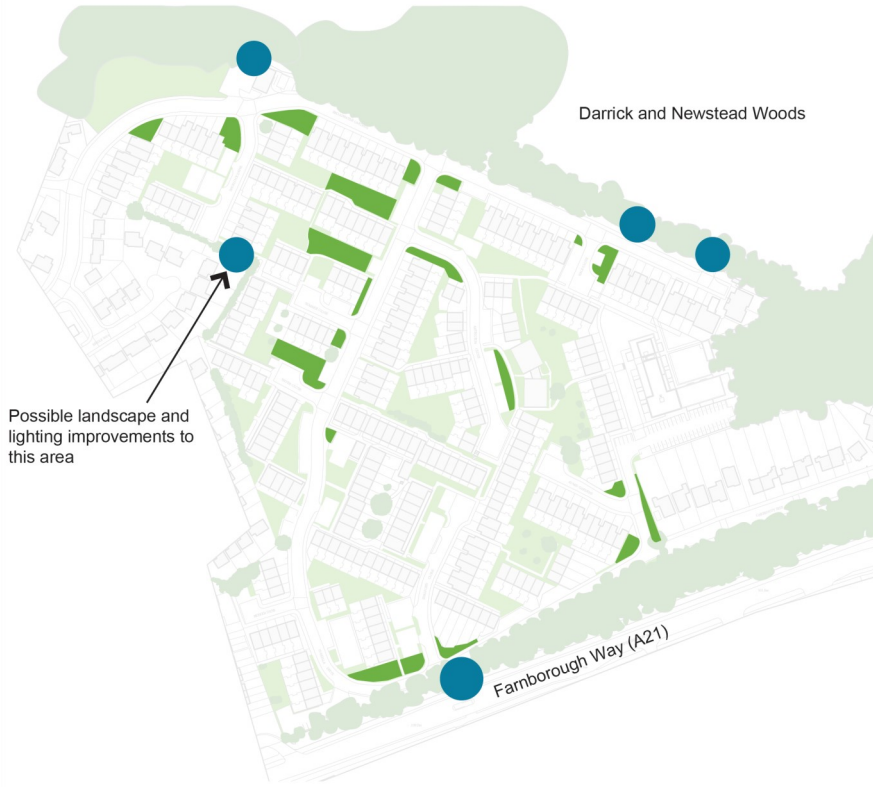 Darrick and Newstead Woods
Possible landscape and
lighting improvements to
this area
Farnborough Way (A21)